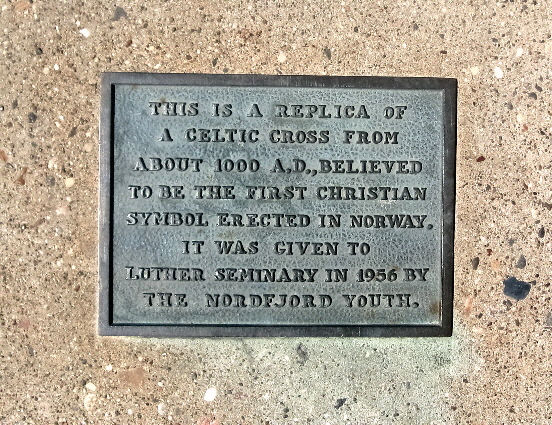 THIS IS A REPLICA OF
A CELTIC CROSS FROM
ABOUT 1000 A.D., BELIEVED
TO BE THE FIRST CHRISTIAN
SYMBOL ERECTED IN NORWAY.
IT WAS GIVEN TO
LUTHER SEMINARY IN 1956 BY
THE NORDFJORD YOUTH.